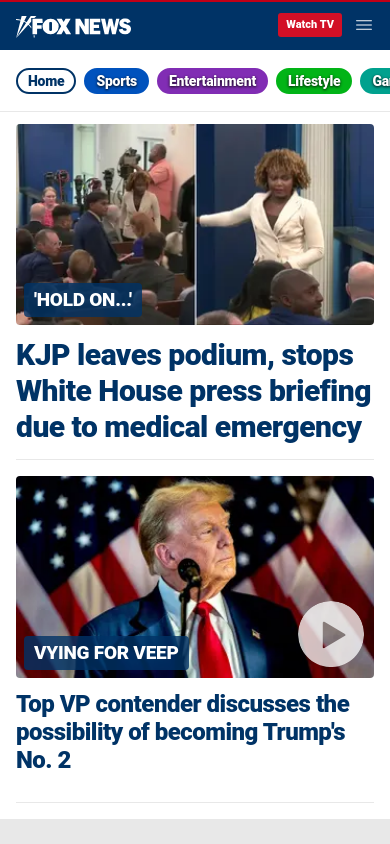 FOX NEWS
Watch TV
Home
Sports
Entertainment
Lifestyle
'HOLD ON...'
KJP leaves podium, stops
White House press briefing
due to medical emergency
VYING FOR VEEP
Top VP contender discusses the
possibility of becoming Trump's
No. 2